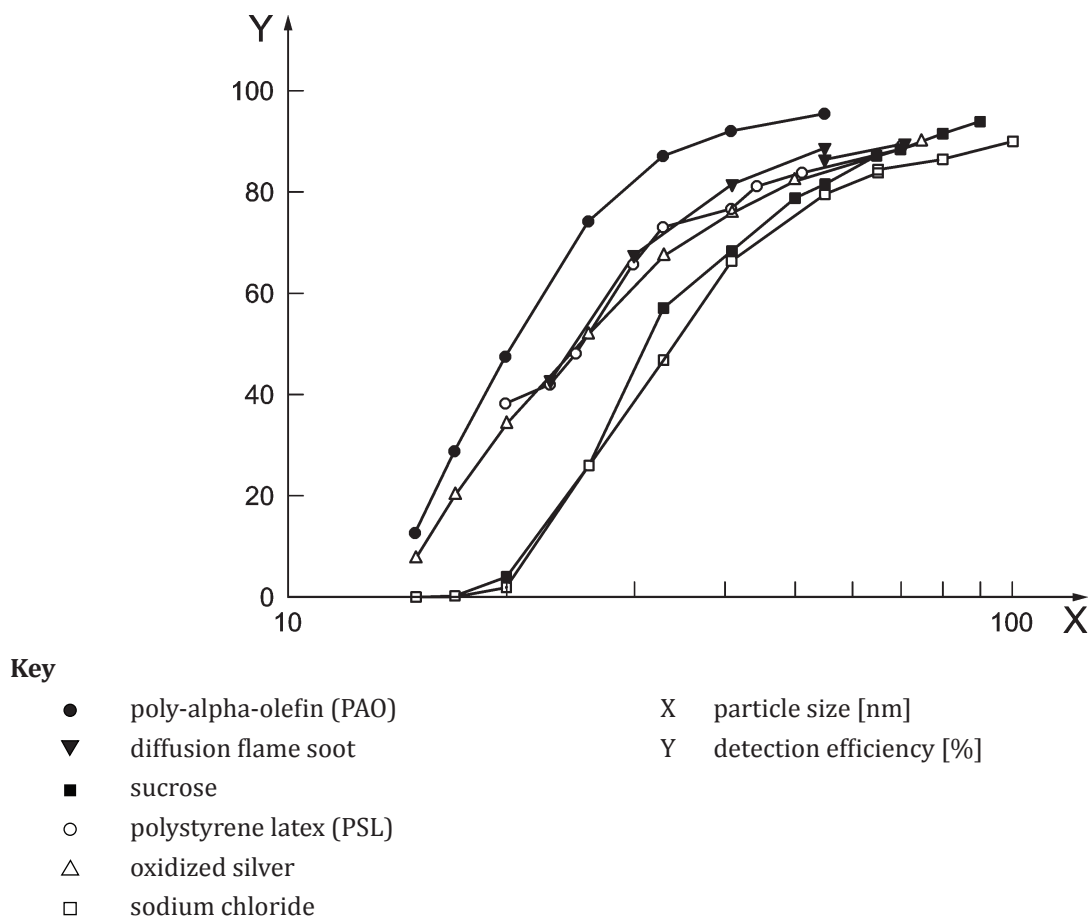 Y
100
80
60
40
20
0
10
100
X
Key
poly-alpha-olefin (PAO)
diffusion flame soot
sucrose
polystyrene latex (PSL)
oxidized silver
sodium chloride
X particle size [nm]
Y detection efficiency [%]